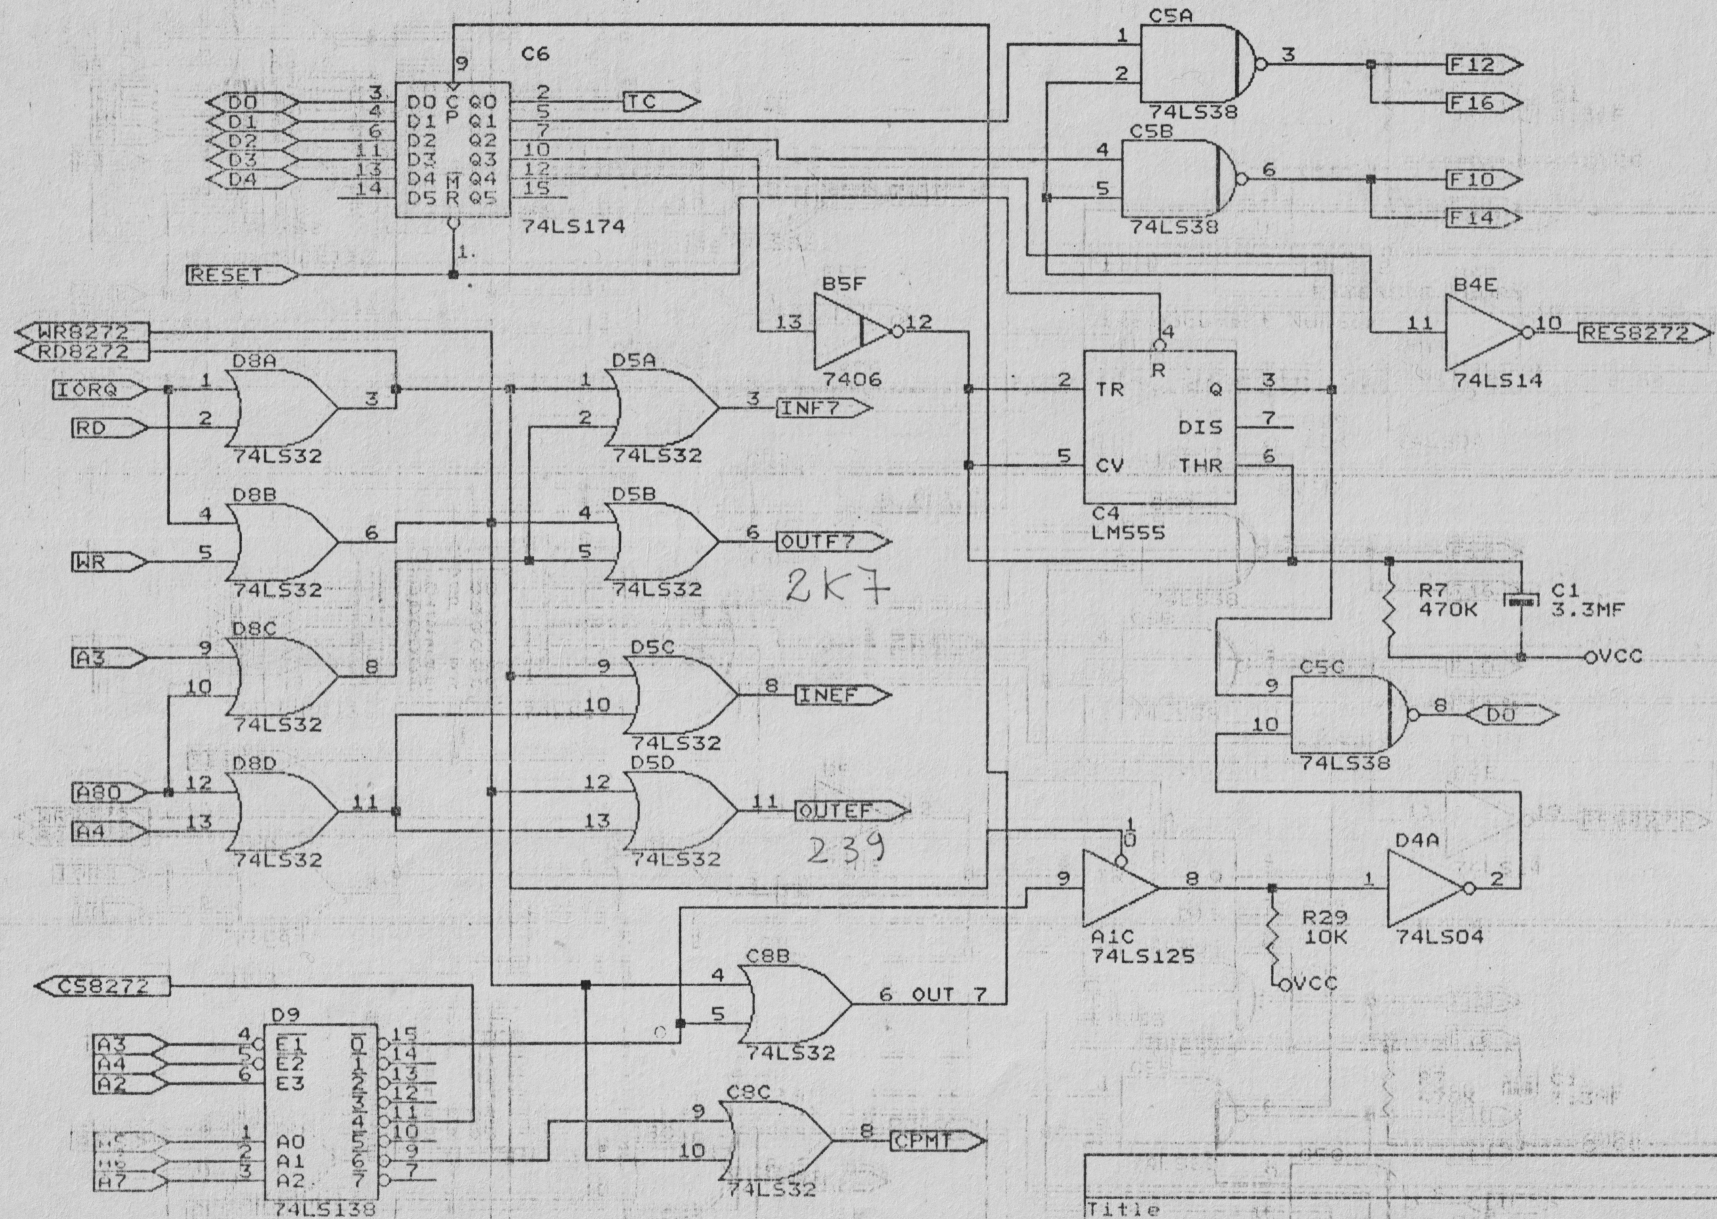 C5A
1 3 F12
2 F16
74LS38
C6
9
D0 3 D0 C Q0 2 TC
D1 4 D1 P Q1 5
D2 6 D2 Q2 7
D3 11 D3 Q3 10
D4 13 D4 M Q4 12
14 D5 R Q5 15
74LS174
1
RESET
C5B
4 6 F10
5 F14
74LS38
B5F
13 12
7406
B4E
11 10 RES8272
74LS14
WR8272
RD8272
D8A
IORQ 1 3
RD 2
74LS32
D5A
1 3 INF7
2
74LS32
4
R
2 TR Q 3
DIS 7
5 CV THR 6
C4
LM555
D8B
4 6
WR 5
74LS32
D5B
4 6 OUTF7
5
74LS32
2K7
R7
470K
C1
3.3MF
VCC
D8C
A3 9 8
10
74LS32
D5C
9 8 INEF
10
74LS32
C5C
9 8 D0
10
74LS38
D8D
A80 12 11
A4 13
74LS32
D5D
12 11 OUTEF
13
74LS32
239
10
9 8
A1C
74LS125
D4A
1 2
74LS04
R29
10K
VCC
CS8272
C8B
4 6 OUT 7
5
74LS32
D9
A3 4 E1 0 15
A4 5 E2 1 14
A2 6 E3 2 13
3 12
4 11
1 A0 5 10
2 A1 6 9
A7 3 A2 7 7
74LS138
C8C
9 8 CPMT
10
74LS32
Title